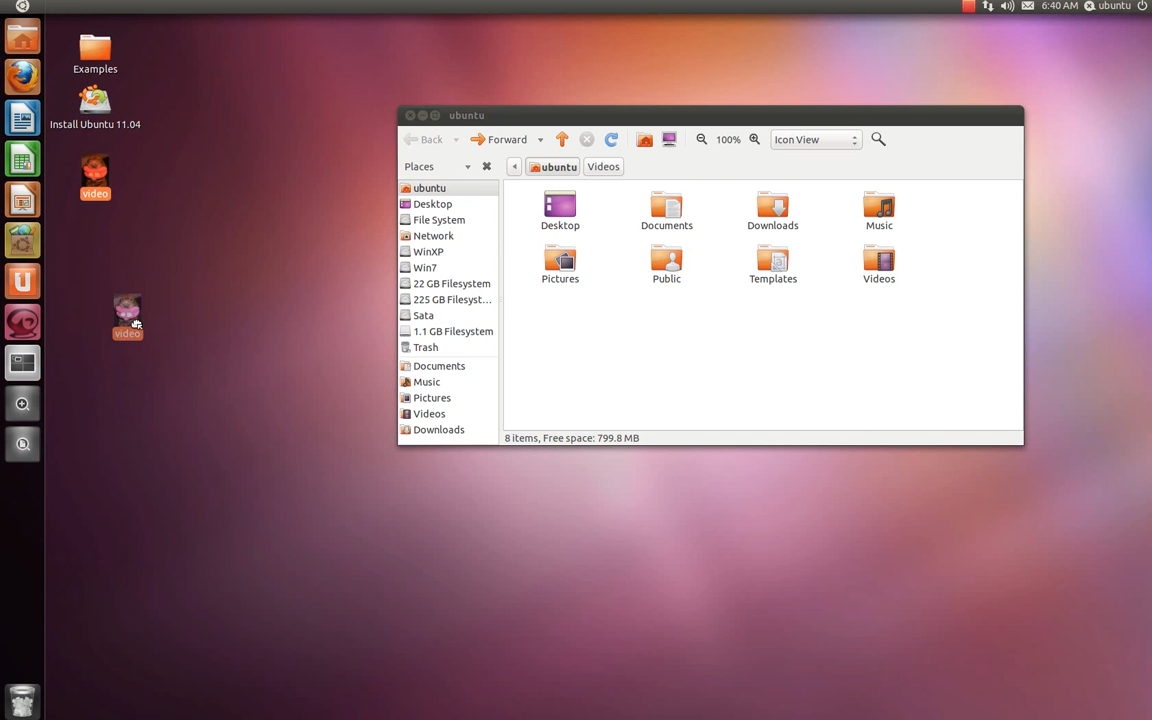 6:40 AM ubuntu
Examples
Install Ubuntu 11.04
video
video
ubuntu
Back Forward 100% Icon View
Places ubuntu Videos
ubuntu
Desktop
File System
Network
WinXP
Win7
22 GB Filesystem
225 GB Filesyst...
Sata
1.1 GB Filesystem
Trash
Documents
Music
Pictures
Videos
Downloads
Desktop Documents Downloads Music
Pictures Public Templates Videos
8 items, Free space: 799.8 MB